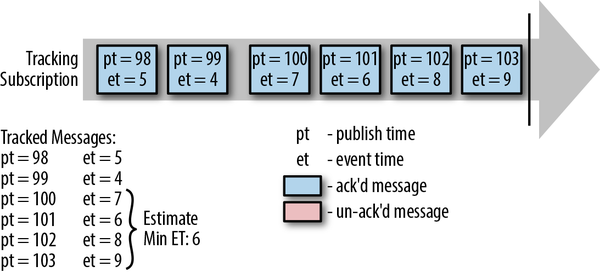 Tracking
Subscription
pt = 98 pt = 99 pt = 100 pt = 101 pt = 102 pt = 103
et = 5 et = 4 et = 7 et = 6 et = 8 et = 9
Tracked Messages:
pt = 98 et = 5
pt = 99 et = 4
pt = 100 et = 7
pt = 101 et = 6
pt = 102 et = 8
pt = 103 et = 9
Estimate
Min ET: 6
pt - publish time
et - event time
- ack'd message
- un-ack'd message